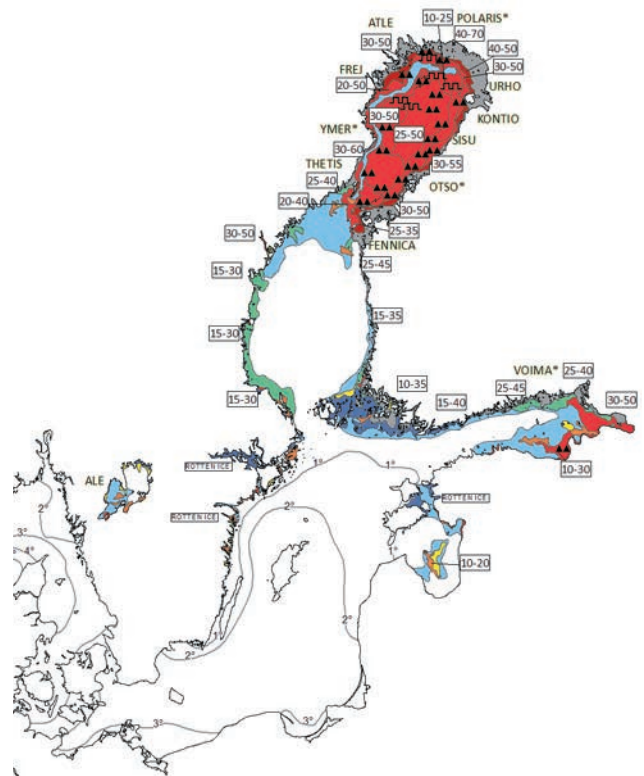 ATLE
10-25
POLARIS*
30-50
40-70
40-50
FREJ
30-50
20-50
URHO
30-50
KONTIO
YMER*
25-50
SISU
30-60
THETIS
30-55
25-40
OTSO*
20-40
30-50
25-35
30-50
FENNICA
25-45
15-30
15-35
15-30
VOIMA*
25-40
10-35
25-45
15-30
15-40
30-50
1°
1°
ROTTEN ICE
10-30
ALE
2°
2°
ROTTEN ICE
ROTTEN ICE
3°
4°
1°
10-20
2°
2°
2°
3°
3°